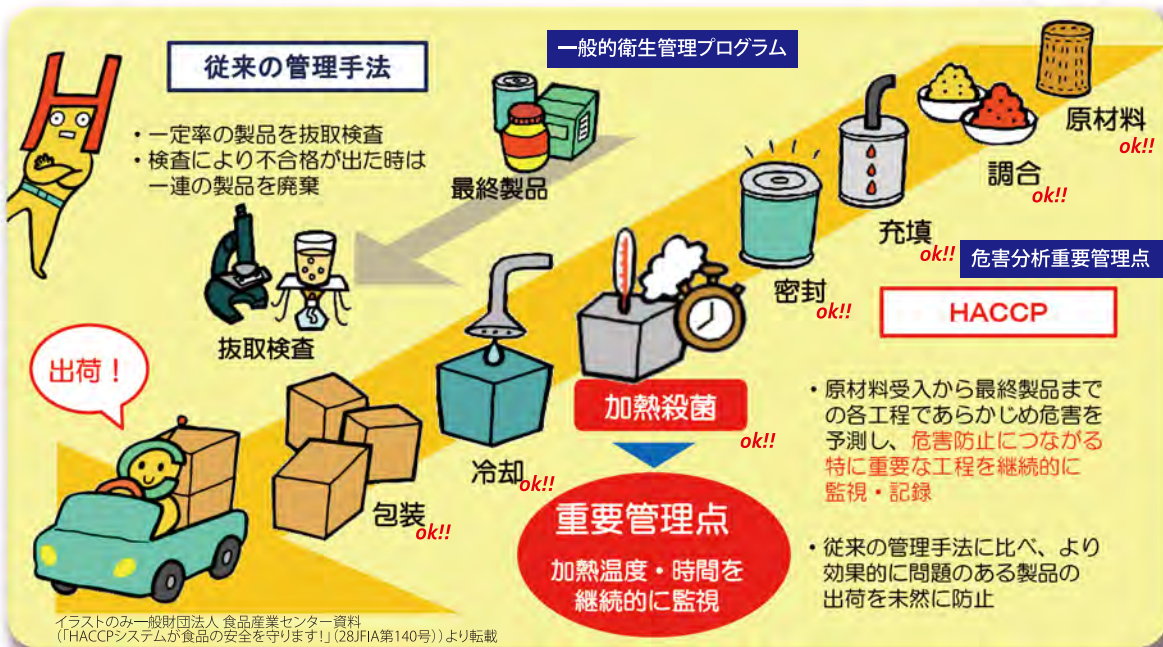 従来の管理手法
・一定率の製品を抜取検査
・検査により不合格が出た時は
一連の製品を廃棄
一般的衛生管理プログラム
最終製品
抜取検査
原材料
ok!!
調合
ok!!
充填
ok!!
密封
ok!!
加熱殺菌
ok!!
重要管理点
加熱温度・時間を
継続的に監視
冷却
ok!!
包装
ok!!
出荷！
危害分析重要管理点
HACCP
・原材料受入から最終製品まで
の各工程であらかじめ危害を
予測し、危害防止につながる
特に重要な工程を継続的に
監視・記録
・従来の管理手法に比べ、より
効果的に問題のある製品の
出荷を未然に防止
イラストのみ一般財団法人 食品産業センター資料
（「HACCPシステムが食品の安全を守ります!」（28JFIA第140号））より転載